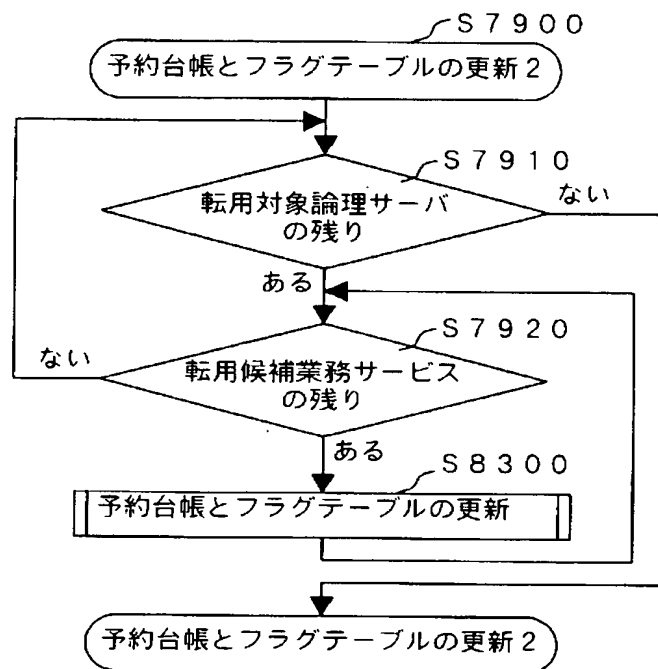 Ｓ７９００
予約台帳とフラグテーブルの更新２
Ｓ７９１０
転用対象論理サーバ
の残り
ない
ある
Ｓ７９２０
ない
転用候補業務サービス
の残り
ある
Ｓ８３００
予約台帳とフラグテーブルの更新
予約台帳とフラグテーブルの更新２